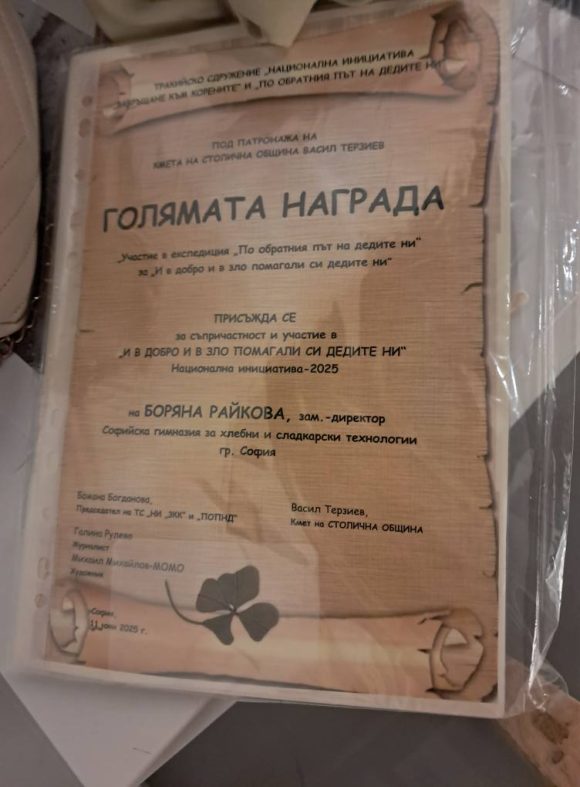 ТРАКИЙСКО СДРУЖЕНИЕ „НАЦИОНАЛНА ИНИЦИАТИВА
ЗАВРЪЩАНЕ КЪМ КОРЕНИТЕ“ И „ПО ОБРАТНИЯ ПЪТ НА ДЕДИТЕ НИ“
ПОД ПАТРОНАЖА НА
КМЕТА НА СТОЛИЧНА ОБЩИНА ВАСИЛ ТЕРЗИЕВ
ГОЛЯМАТА НАГРАДА
„Участие в експедиция „По обратния път на дедите ни“
за „И в добро и в зло помагали си дедите ни“
ПРИСЪЖДА СЕ
за съпричастност и участие в
„И В ДОБРО И В ЗЛО ПОМАГАЛИ СИ ДЕДИТЕ НИ“
Национална инициатива-2025
на БОРЯНА РАЙКОВА, зам.-директор
Софийска гимназия за хлебни и сладкарски технологии
гр. София
Божана Богданова,
Председател на ТС „НИ „ЗКК“ и „ПОПНД“
Васил Терзиев,
Кмет на СТОЛИЧНА ОБЩИНА
Галина Рулева
Журналист
Михаил Михайлов-МОМО
Художник
София,
11 2025 г.